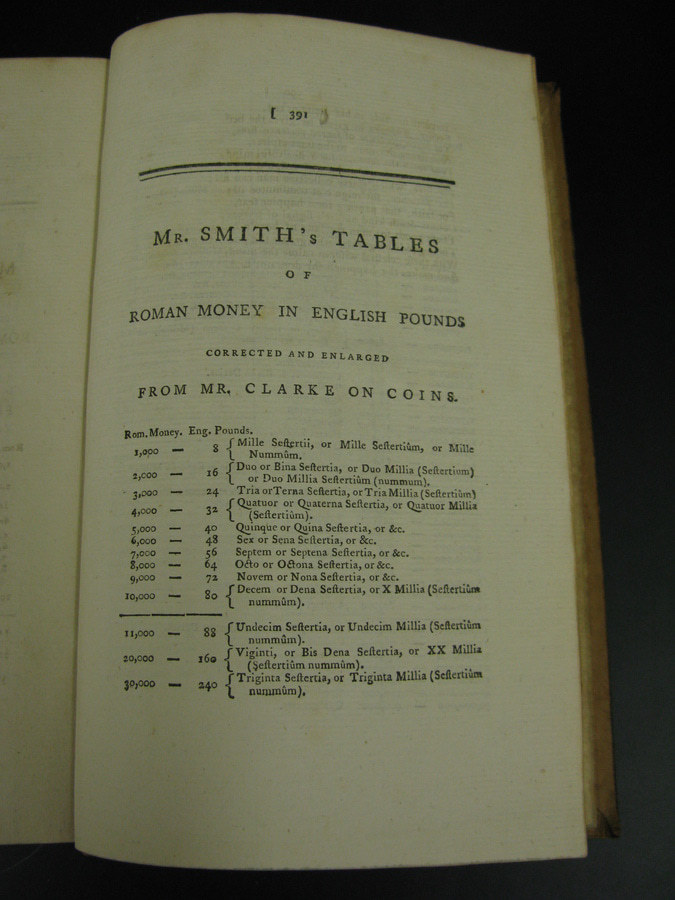 [ 391 ]
Mr. SMITH's TABLES
OF
ROMAN MONEY IN ENGLISH POUNDS
CORRECTED AND ENLARGED
FROM MR. CLARKE ON COINS.
Rom. Money. Eng. Pounds.
1,000 — 8 { Mille Seſtertii, or Mille Seſtertiûm, or Mille
Nummûm.
2,000 — 16 { Duo or Bina Seſtertia, or Duo Millia (Seſtertium)
or Duo Millia Seſtertiûm (nummum).
3,000 — 24 Tria or Terna Seſtertia, or Tria Millia (Seſtertiûm)
4,000 — 32 { Quatuor or Quaterna Seſtertia, or Quatuor Millia
(Seſtertiûm).
5,000 — 40 Quinque or Quina Seſtertia, or &c.
6,000 — 48 Sex or Sena Seſtertia, or &c.
7,000 — 56 Septem or Septena Seſtertia, or &c.
8,000 — 64 Octo or Octona Seſtertia, or &c.
9,000 — 72 Novem or Nona Seſtertia, or &c.
10,000 — 80 { Decem or Dena Seſtertia, or X Millia (Seſtertiûm
nummûm).
11,000 — 88 { Undecim Seſtertia, or Undecim Millia (Seſtertiûm
nummûm).
20,000 — 160 { Viginti, or Bis Dena Seſtertia, or XX Millia
(Seſtertiûm nummûm).
30,000 — 240 { Triginta Seſtertia, or Triginta Millia (Seſtertiûm
nummûm).